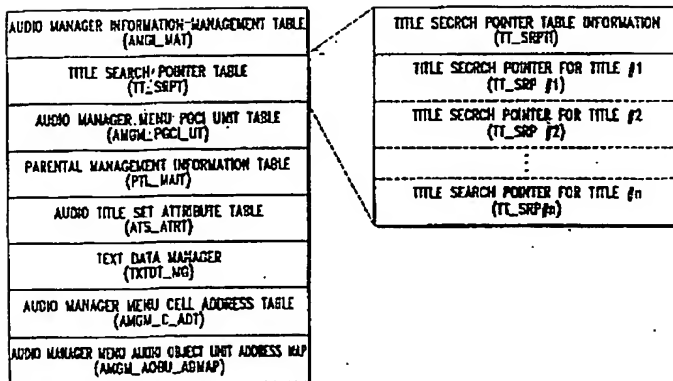 AUDIO MANAGER INFORMATION-MANAGEMENT TABLE
(AMGI_MAT)
TITLE SEARCH POINTER TABLE
(TT_SRPT)
AUDIO MANAGER MENU PGCI UNIT TABLE
(AMGM_PGCI_UT)
PARENTAL MANAGEMENT INFORMATION TABLE
(PTL_MAIT)
AUDIO TITLE SET ATTRIBUTE TABLE
(ATS_ATRT)
TEXT DATA MANAGER
(TXTDT_MG)
AUDIO MANAGER MENU CELL ADDRESS TABLE
(AMGM_C_ADT)
AUDIO MANAGER MENU AUDIO OBJECT UNIT ADDRESS MAP
(AMGM_AOBU_ADMAP)
TITLE SECRCH POINTER TABLE INFORMATION
(TT_SRPTI)
TITLE SECRCH POINTER FOR TITLE #1
(TT_SRP #1)
TITLE SECRCH POINTER FOR TITLE #2
(TT_SRP #2)
TITLE SEARCH POINTER FOR TITLE #n
(TT_SRP#n)